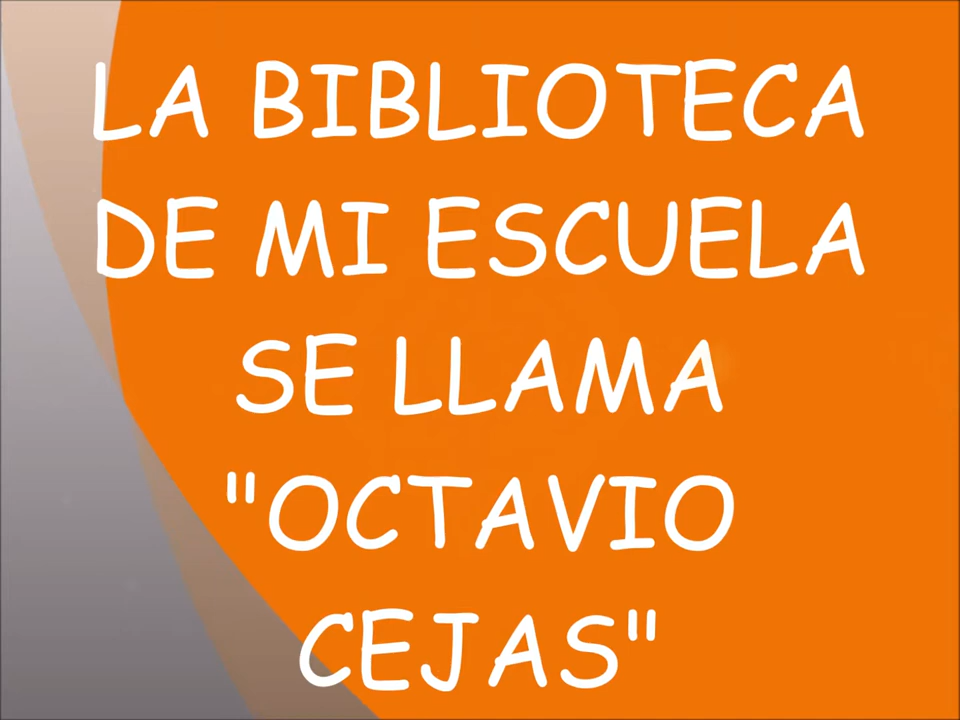 LA BIBLIOTECA
DE MI ESCUELA
SE LLAMA
"OCTAVIO
CEJAS"